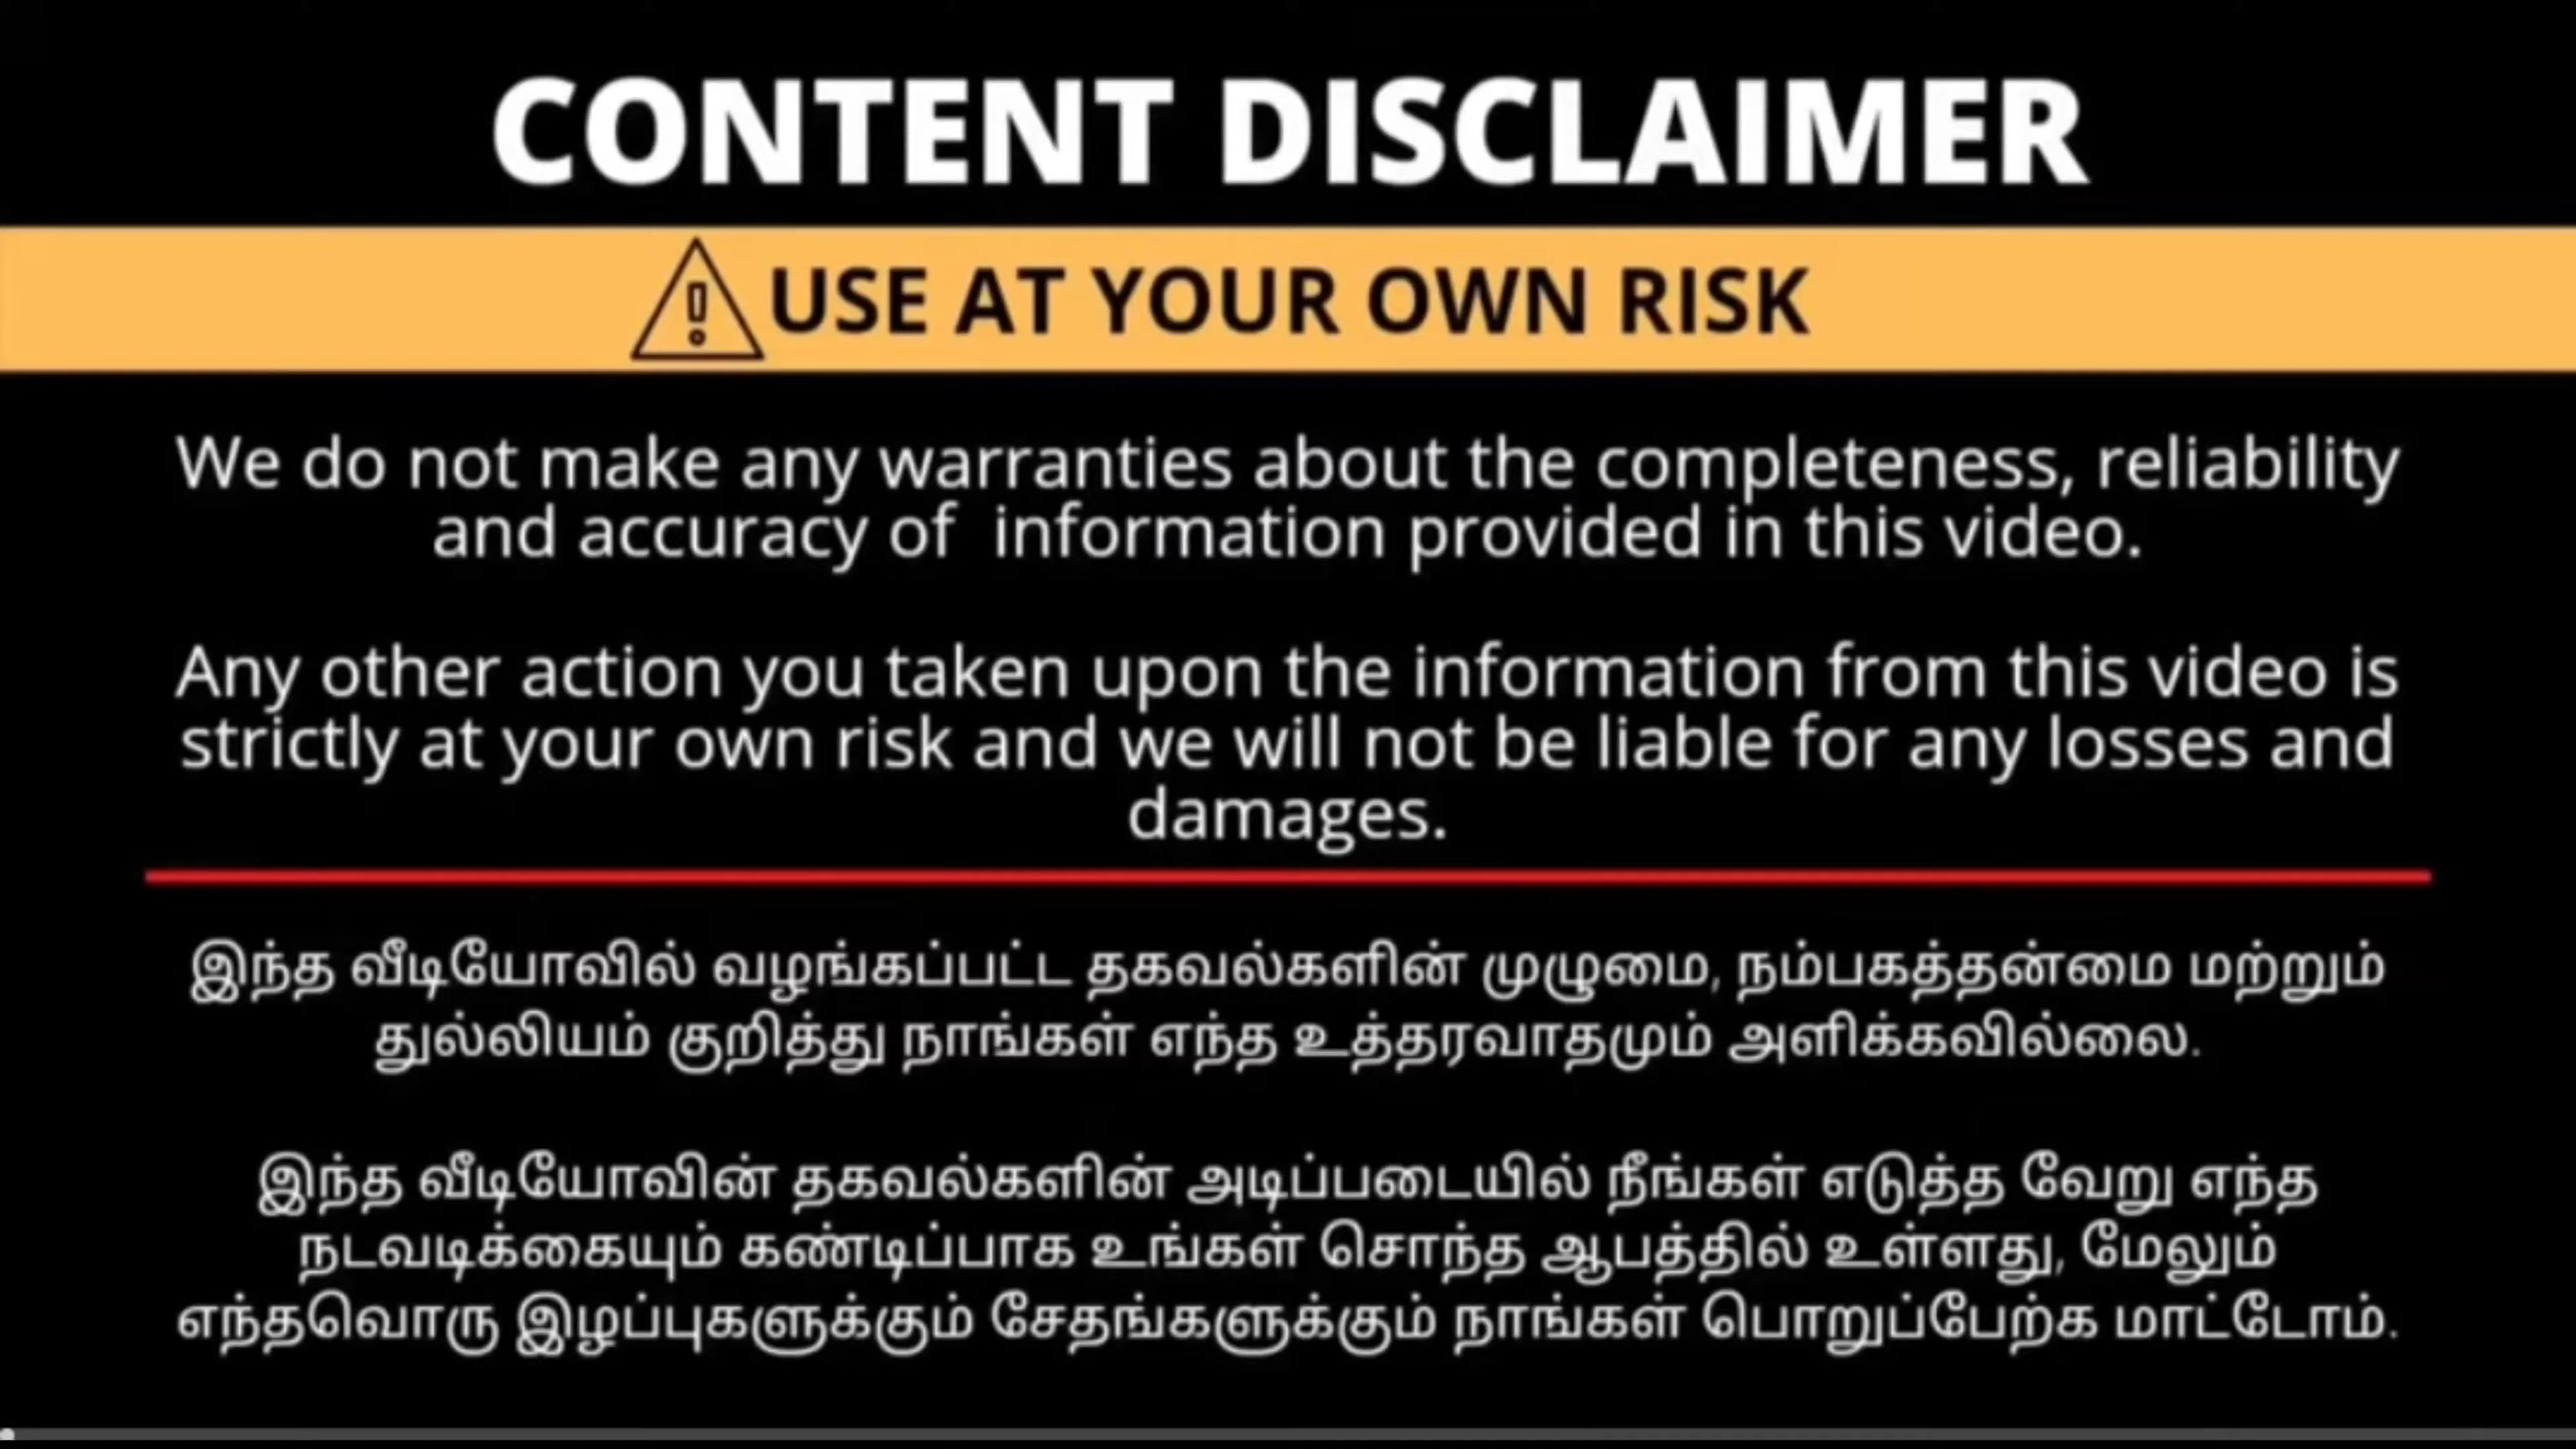 CONTENT DISCLAIMER
USE AT YOUR OWN RISK
We do not make any warranties about the completeness, reliability
and accuracy of  information provided in this video.
Any other action you taken upon the information from this video is
strictly at your own risk and we will not be liable for any losses and
damages.
இந்த வீடியோவில் வழங்கப்பட்ட தகவல்களின் முழுமை, நம்பகத்தன்மை மற்றும்
துல்லியம் குறித்து நாங்கள் எந்த உத்தரவாதமும் அளிக்கவில்லை.
இந்த வீடியோவின் தகவல்களின் அடிப்படையில் நீங்கள் எடுத்த வேறு எந்த
நடவடிக்கையும் கண்டிப்பாக உங்கள் சொந்த ஆபத்தில் உள்ளது, மேலும்
எந்தவொரு இழப்புகளுக்கும் சேதங்களுக்கும் நாங்கள் பொறுப்பேற்க மாட்டோம்.